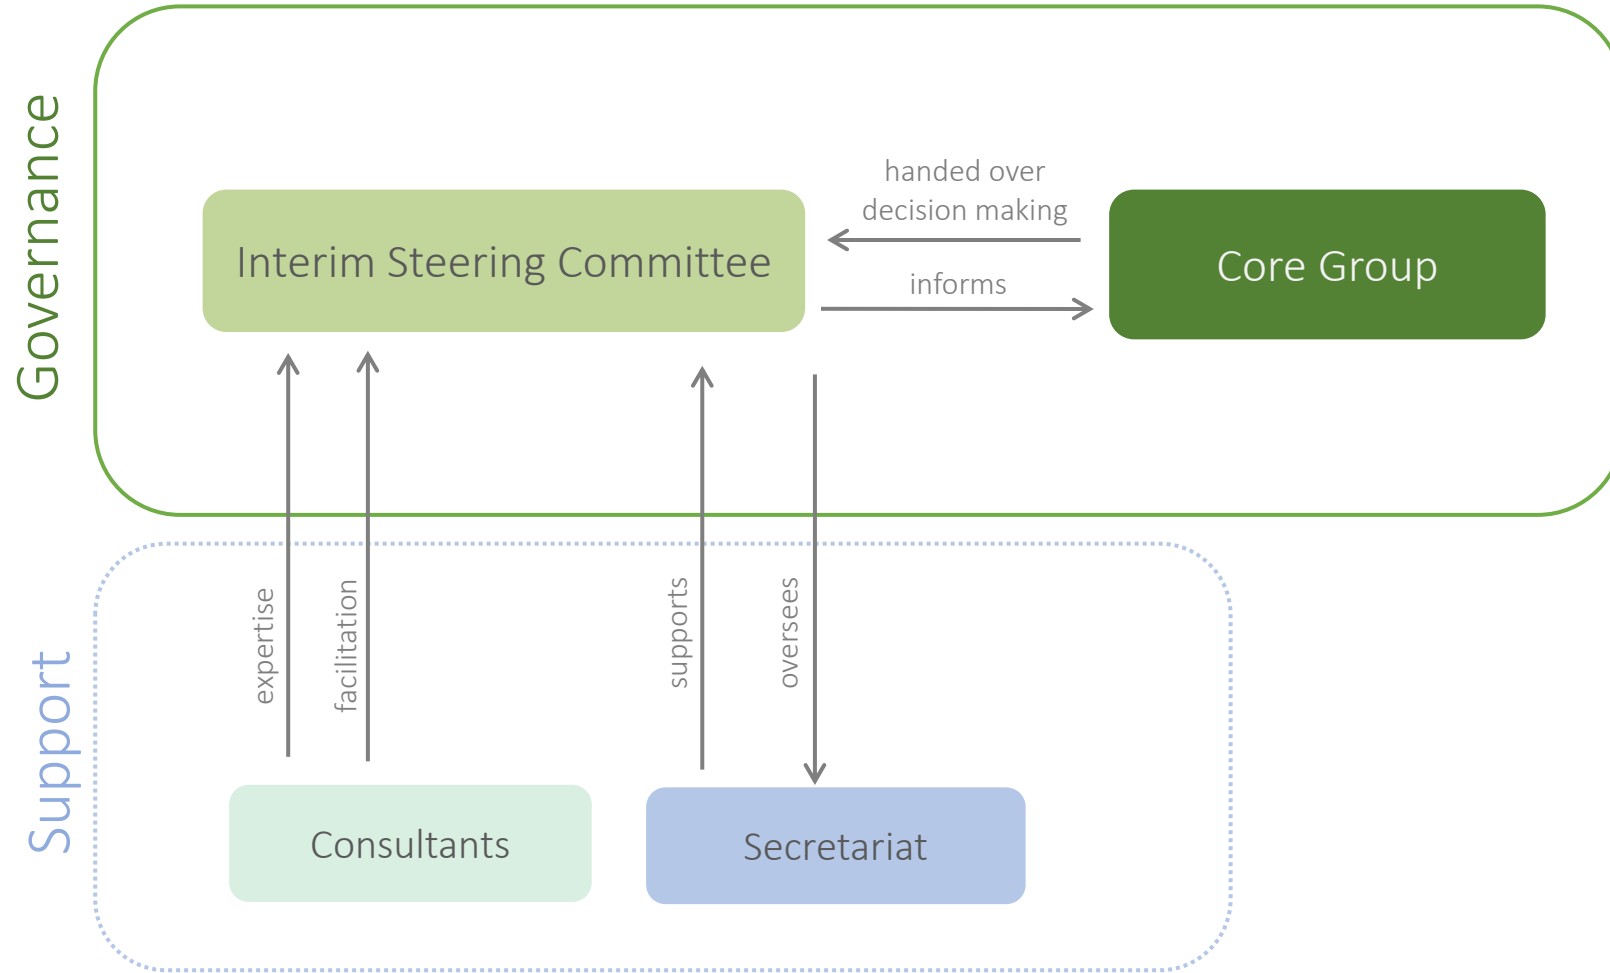 Governance
handed over
decision making
Interim Steering Committee
Core Group
informs
Support
expertise
facilitation
supports
oversees
Consultants
Secretariat